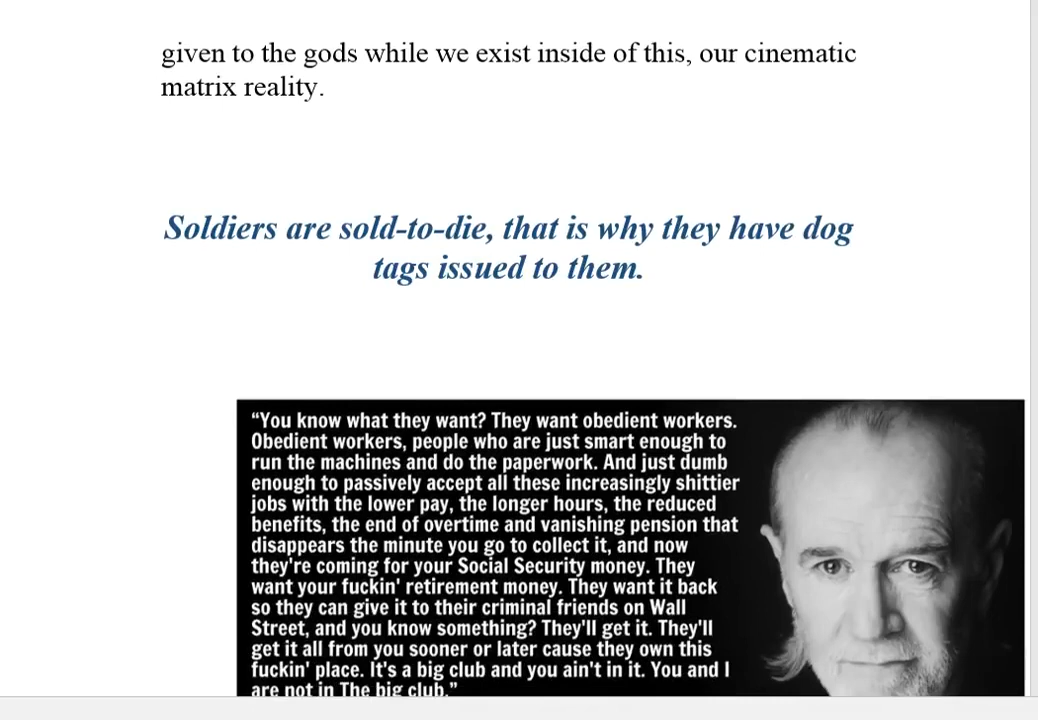 given to the gods while we exist inside of this, our cinematic
matrix reality.
Soldiers are sold-to-die, that is why they have dog
tags issued to them.
“You know what they want? They want obedient workers.
Obedient workers, people who are just smart enough to
run the machines and do the paperwork. And just dumb
enough to passively accept all these increasingly shittier
jobs with the lower pay, the longer hours, the reduced
benefits, the end of overtime and vanishing pension that
disappears the minute you go to collect it, and now
they're coming for your Social Security money. They
want your fuckin' retirement money. They want it back
so they can give it to their criminal friends on Wall
Street, and you know something? They'll get it. They'll
get it all from you sooner or later cause they own this
fuckin' place. It's a big club and you ain't in it. You and I
are not in The big club.”